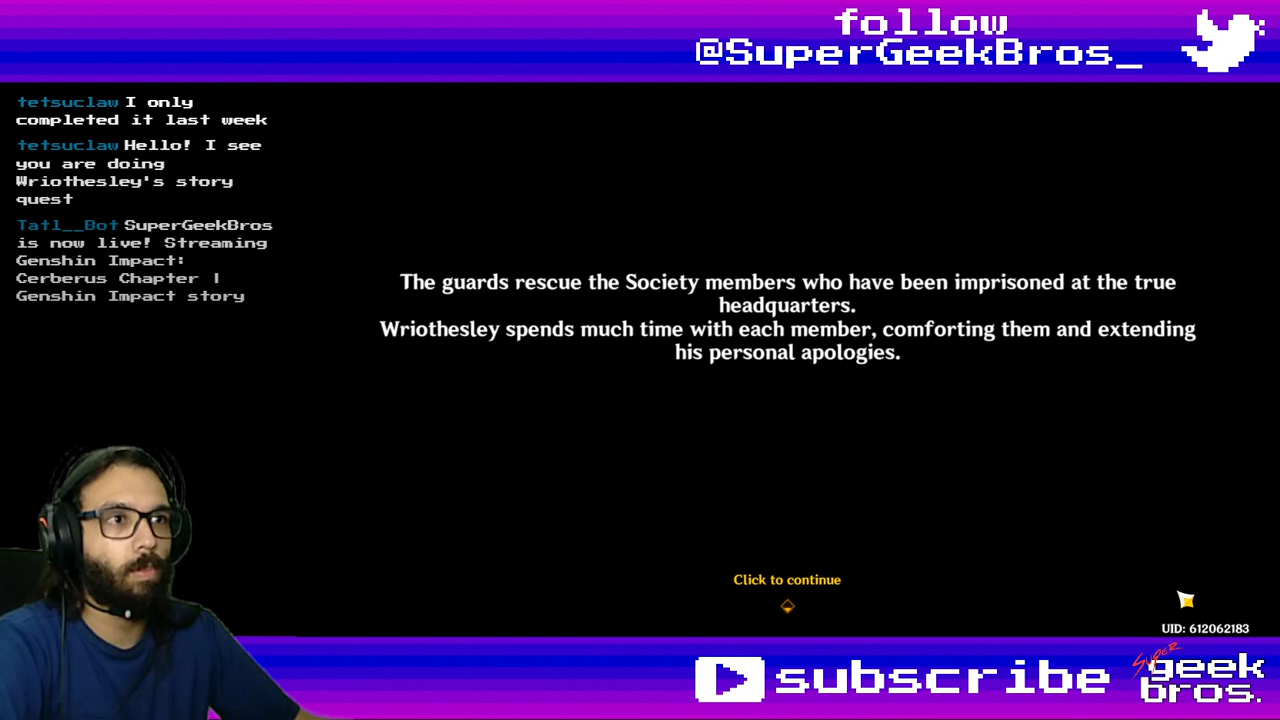 follow
@SuperGeekBros_
tetsuclaw I only
completed it last week
tetsuclaw Hello! I see
you are doing
Wriothesley's story
quest
Tatl__Bot SuperGeekBros
is now live! Streaming
Genshin Impact:
Cerberus Chapter 1
Genshin Impact story
The guards rescue the Society members who have been imprisoned at the true
headquarters.
Wriothesley spends much time with each member, comforting them and extending
his personal apologies.
Click to continue
UID: 612062183
subscribe
SUPER
geek
bros.